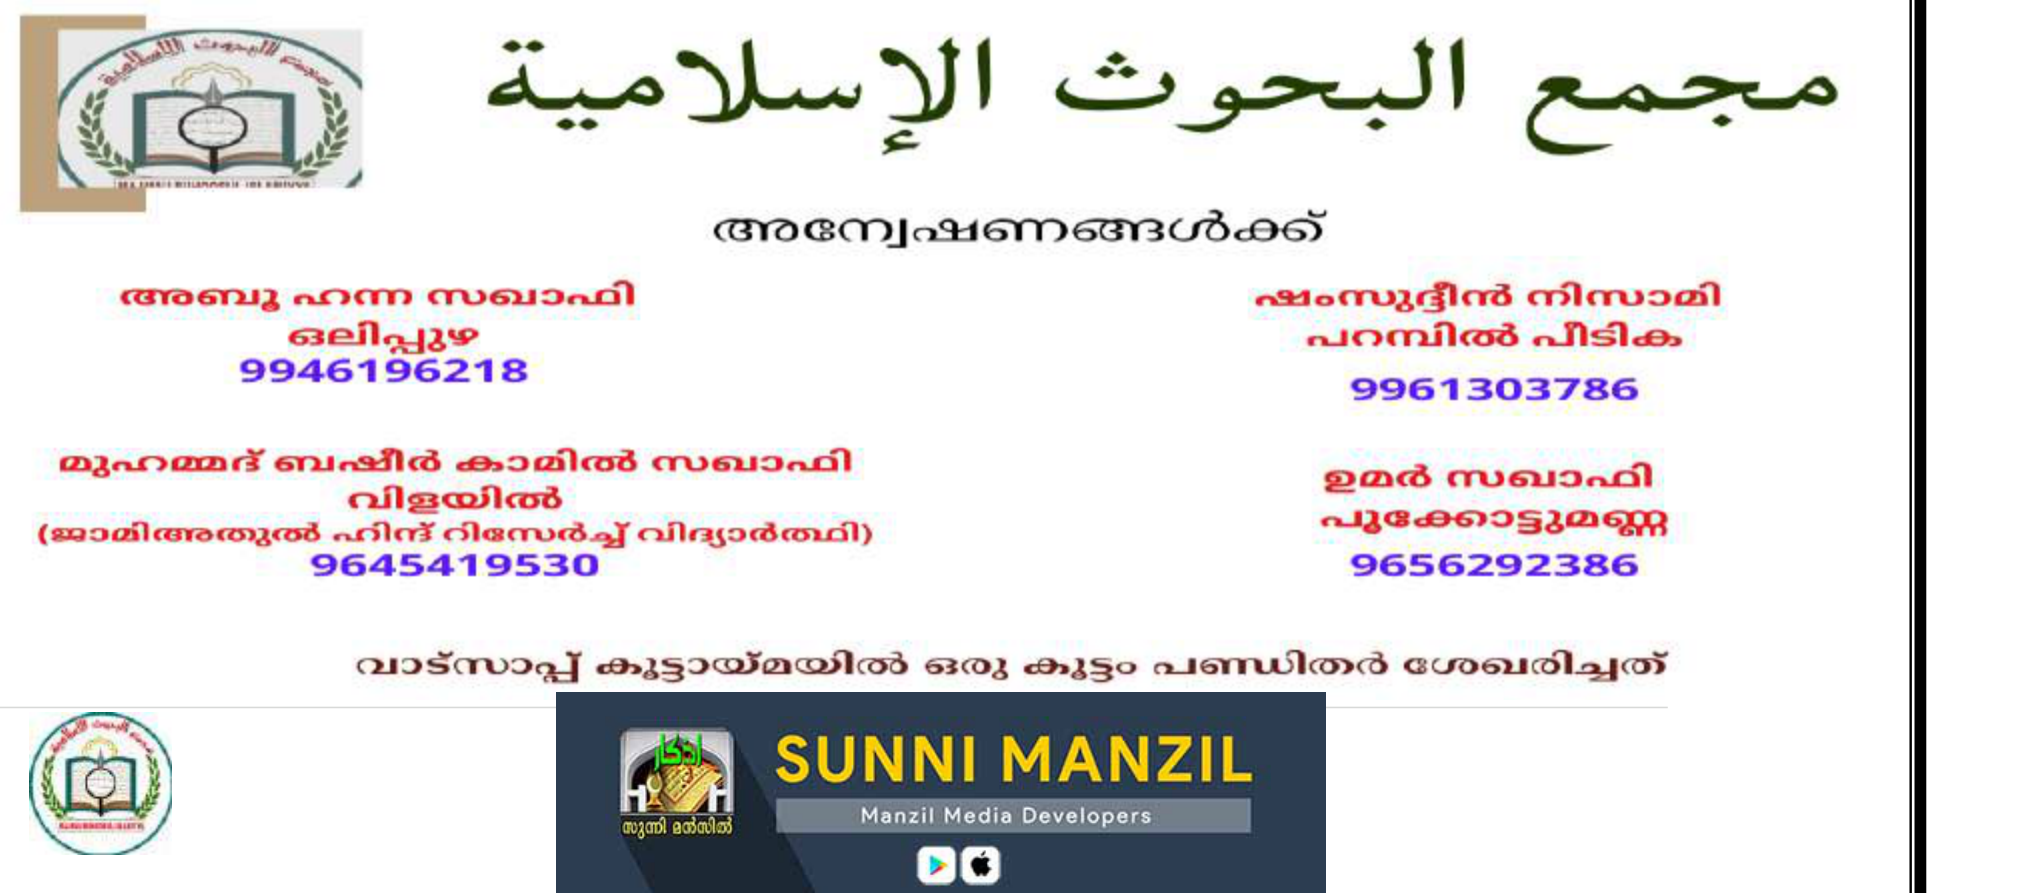 مجمع البحوث الإسلامية
അന്വേഷണങ്ങൾക്ക്
അബൂ ഹന്ന സഖാഫി
ഒലിപ്പുഴ
9946196218
ഷംസുദ്ദീൻ നിസാമി
പറമ്പിൽ പീടിക
9961303786
മുഹമ്മദ് ബഷീർ കാമിൽ സഖാഫി
വിളയിൽ
(ജാമിഅതുൽ ഹിന്ദ് റിസേർച്ച് വിദ്യാർത്ഥി)
9645419530
ഉമർ സഖാഫി
പൂക്കോട്ടുമണ്ണ
9656292386
വാട്സാപ്പ് കൂട്ടായ്മയിൽ ഒരു കൂട്ടം പണ്ഡിതർ ശേഖരിച്ചത്
اذكار
സുന്നി മൻസിൽ
SUNNI MANZIL
Manzil Media Developers